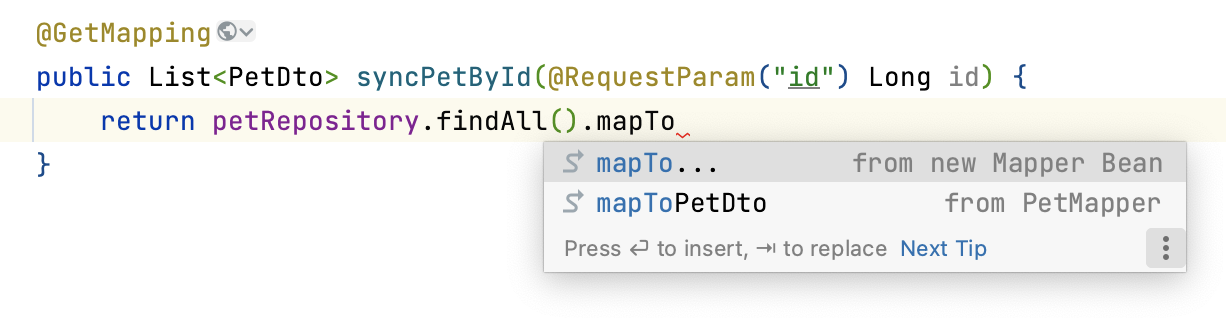 @GetMapping
public List<PetDto> syncPetById(@RequestParam("id") Long id) {
return petRepository.findAll().mapTo
mapTo... from new Mapper Bean
}
mapToPetDto from PetMapper
Press ↵ to insert, ⇥ to replace Next Tip